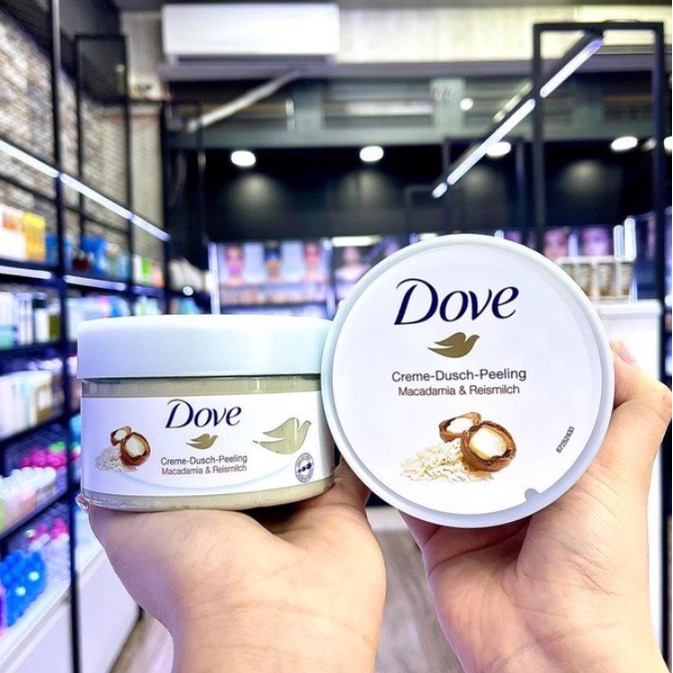 Dove
Creme-Dusch-Peeling
Macadamia & Reismilch
Dove
Creme-Dusch-Peeling
Macadamia & Reismilch